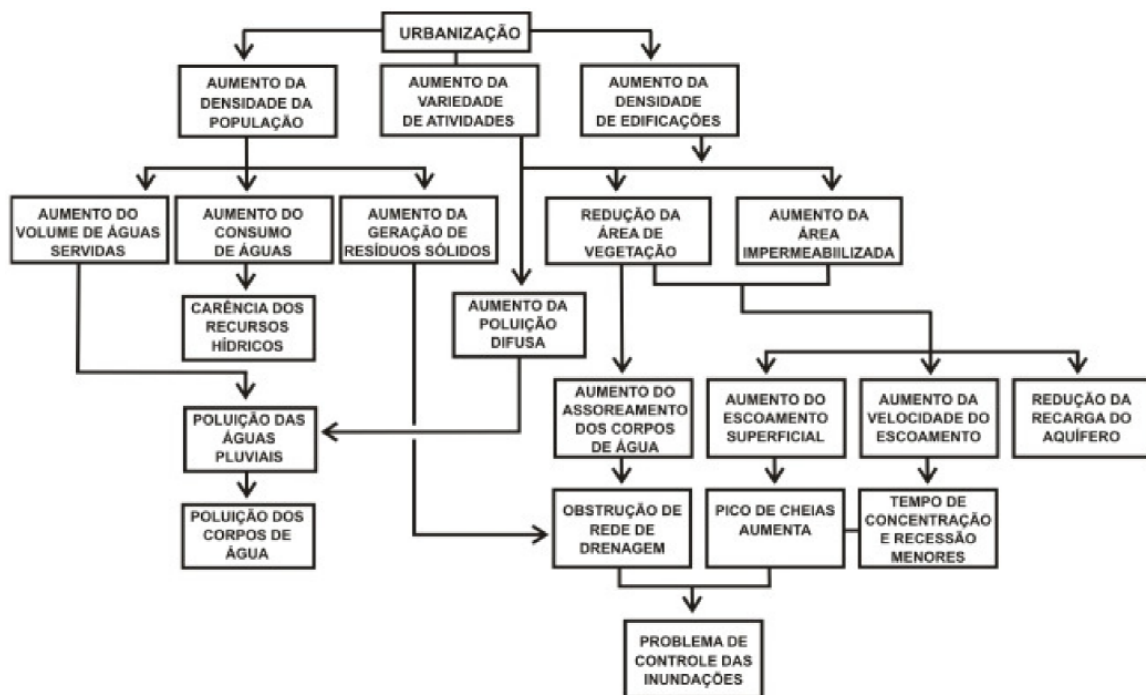 URBANIZAÇÃO
AUMENTO DA
DENSIDADE DA
POPULAÇÃO
AUMENTO DA
VARIEDADE
DE ATIVIDADES
AUMENTO DA
DENSIDADE
DE EDIFICAÇÕES
AUMENTO DO
VOLUME DE ÁGUAS
SERVIDAS
AUMENTO DO
CONSUMO
DE ÁGUAS
AUMENTO DA
GERAÇÃO DE
RESÍDUOS SÓLIDOS
REDUÇÃO DA
ÁREA DE
VEGETAÇÃO
AUMENTO DA
ÁREA
IMPERMEABIILIZADA
CARÊNCIA DOS
RECURSOS
HÍDRICOS
AUMENTO DA
POLUIÇÃO
DIFUSA
POLUIÇÃO DAS
ÁGUAS
PLUVIAIS
AUMENTO DO
ASSOREAMENTO
DOS CORPOS
DE ÁGUA
AUMENTO DO
ESCOAMENTO
SUPERFICIAL
AUMENTO DA
VELOCIDADE DO
ESCOAMENTO
REDUÇÃO DA
RECARGA DO
AQUÍFERO
POLUIÇÃO DOS
CORPOS DE
ÁGUA
OBSTRUÇÃO DE
REDE DE
DRENAGEM
PICO DE CHEIAS
AUMENTA
TEMPO DE
CONCENTRAÇÃO
E RECESSÃO
MENORES
PROBLEMA DE
CONTROLE DAS
INUNDAÇÕES